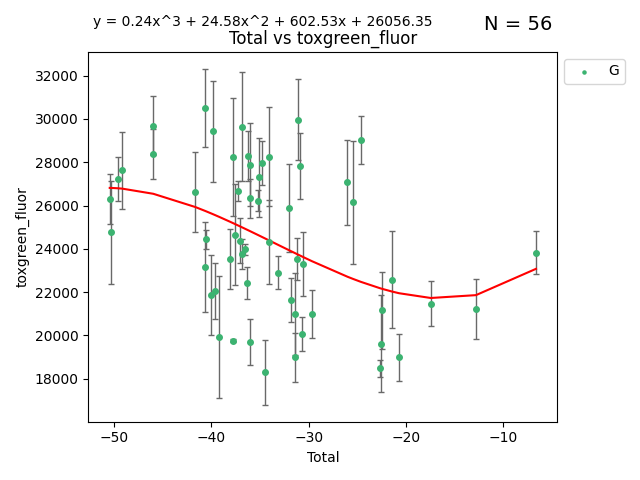 y = 0.24x^3 + 24.58x^2 + 602.53x + 26056.35
N = 56
Total vs toxgreen_fluor
G
toxgreen_fluor
32000
30000
28000
26000
24000
22000
20000
18000
−50
−40
−30
−20
−10
Total